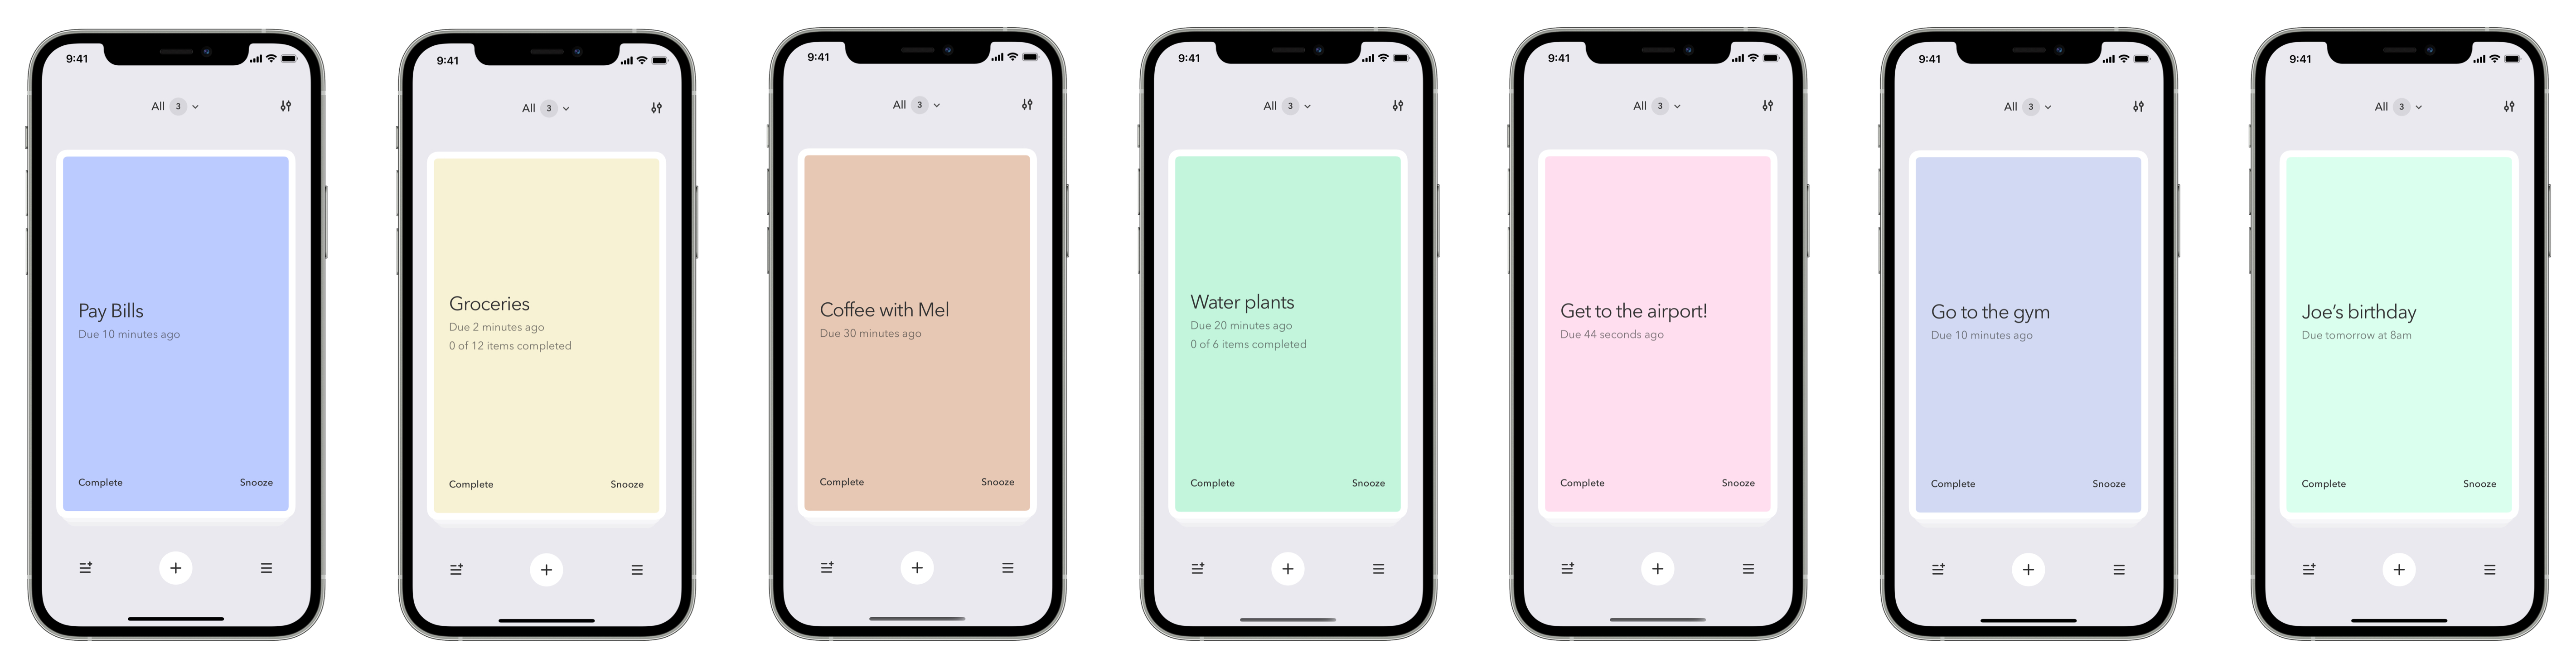 9:41
All 3
Pay Bills
Due 10 minutes ago
Complete Snooze
9:41
All 3
Groceries
Due 2 minutes ago
0 of 12 items completed
Complete Snooze
9:41
All 3
Coffee with Mel
Due 30 minutes ago
Complete Snooze
9:41
All 3
Water plants
Due 20 minutes ago
0 of 6 items completed
Complete Snooze
9:41
All 3
Get to the airport!
Due 44 seconds ago
Complete Snooze
9:41
All 3
Go to the gym
Due 10 minutes ago
Complete Snooze
9:41
All 3
Joe’s birthday
Due tomorrow at 8am
Complete Snooze